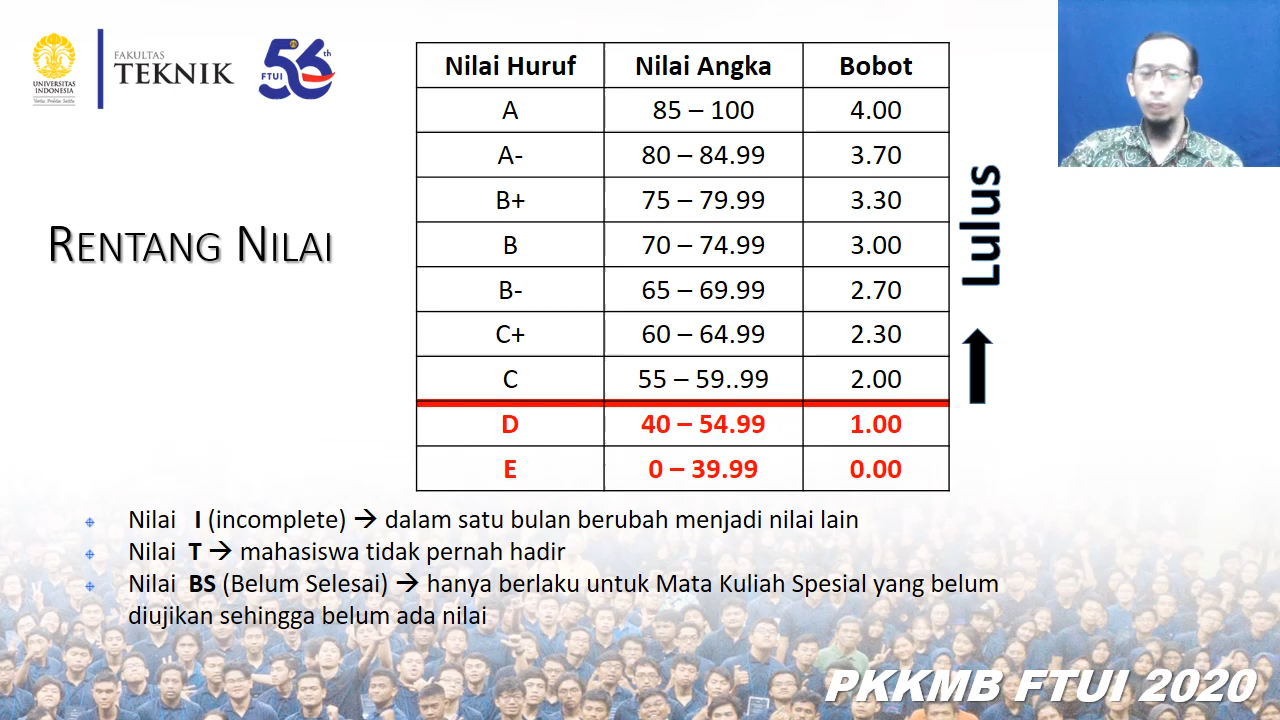 UNIVERSITAS
INDONESIA
Veritas, Probitas, Iustitia
FAKULTAS
TEKNIK
FTUI 56th
RENTANG NILAI
Nilai Huruf Nilai Angka Bobot
A 85 – 100 4.00
A- 80 – 84.99 3.70
B+ 75 – 79.99 3.30
B 70 – 74.99 3.00
B- 65 – 69.99 2.70
C+ 60 – 64.99 2.30
C 55 – 59..99 2.00
D 40 – 54.99 1.00
E 0 – 39.99 0.00
Lulus
Nilai I (incomplete) → dalam satu bulan berubah menjadi nilai lain
Nilai T → mahasiswa tidak pernah hadir
Nilai BS (Belum Selesai) → hanya berlaku untuk Mata Kuliah Spesial yang belum
diujikan sehingga belum ada nilai
PKKMB FTUI 2020